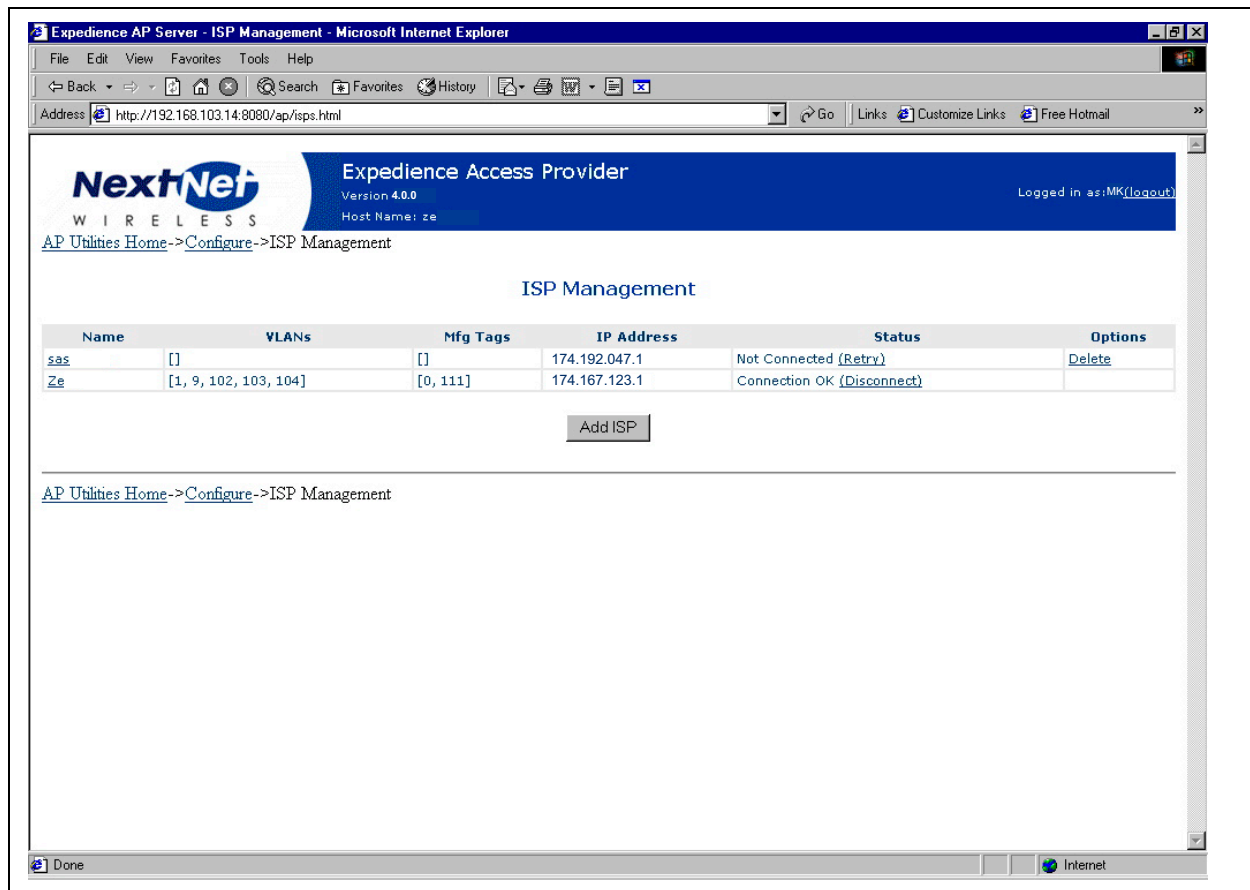 Expedience AP Server - ISP Management - Microsoft Internet Explorer
File Edit View Favorites Tools Help
Back Search Favorites History
Address http://192.168.103.14:8080/ap/isps.html Go Links Customize Links Free Hotmail »
NextNet
WIRELESS
Expedience Access Provider
Version 4.0.0
Host Name: ze
Logged in as:MK(logout)
AP Utilities Home->Configure->ISP Management
ISP Management
Name VLANs Mfg Tags IP Address Status Options
sas [] [] 174.192.047.1 Not Connected (Retry) Delete
Ze [1, 9, 102, 103, 104] [0, 111] 174.167.123.1 Connection OK (Disconnect)
Add ISP
AP Utilities Home->Configure->ISP Management
Done Internet